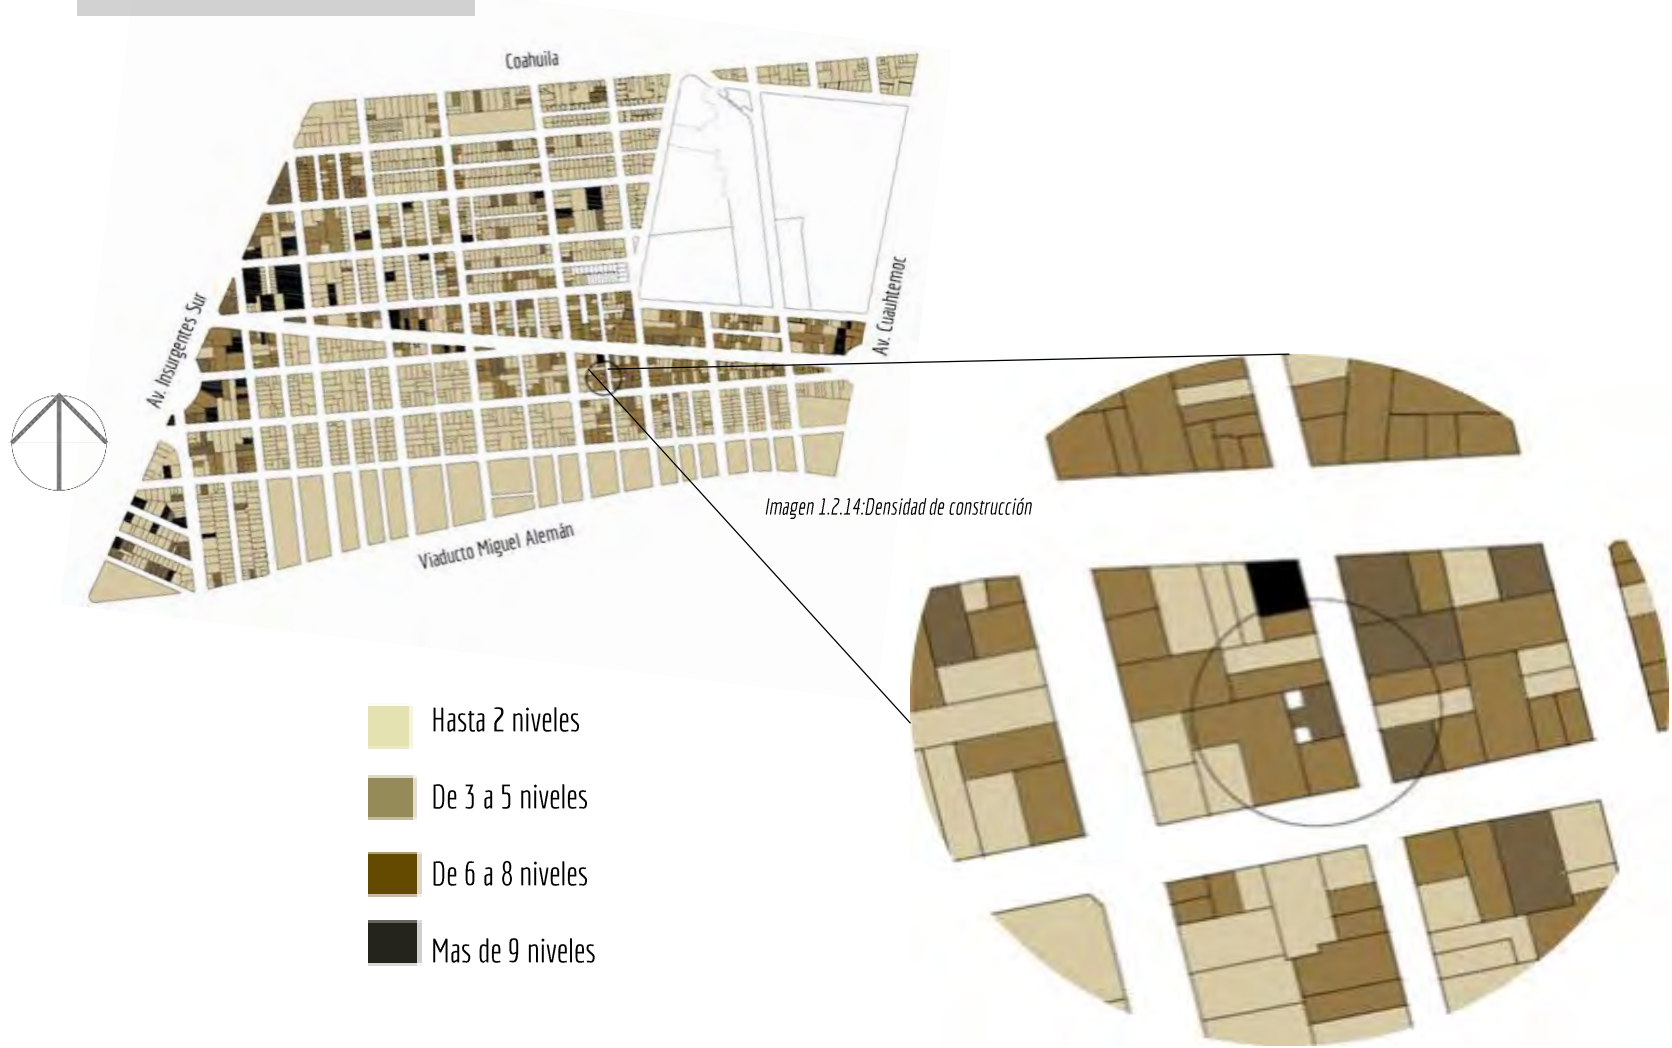 Coahuila
Av. Insurgentes Sur
Av. Cuauhtemoc
Imagen 1.2.14:Densidad de construcción
Viaducto Miguel Alemán
Hasta 2 niveles
De 3 a 5 niveles
De 6 a 8 niveles
Mas de 9 niveles